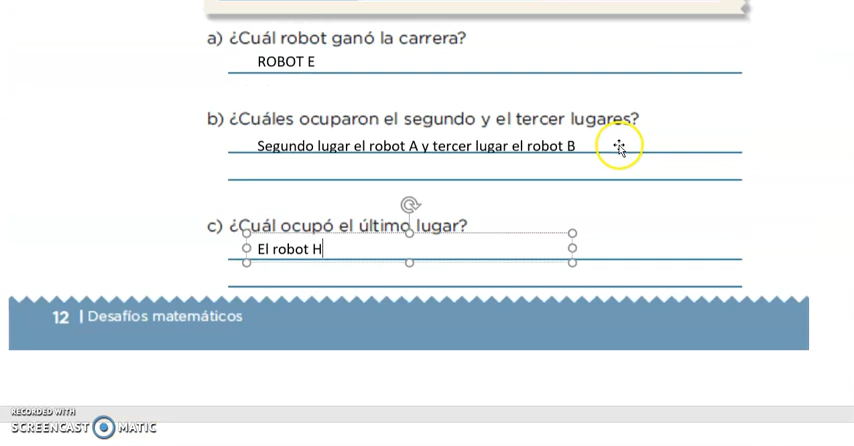 a) ¿Cuál robot ganó la carrera?
ROBOT E
b) ¿Cuáles ocuparon el segundo y el tercer lugares?
Segundo lugar el robot A y tercer lugar el robot B
c) ¿Cuál ocupó el último lugar?
El robot H
12 | Desafíos matemáticos
RECORDED WITH
SCREENCAST MATIC